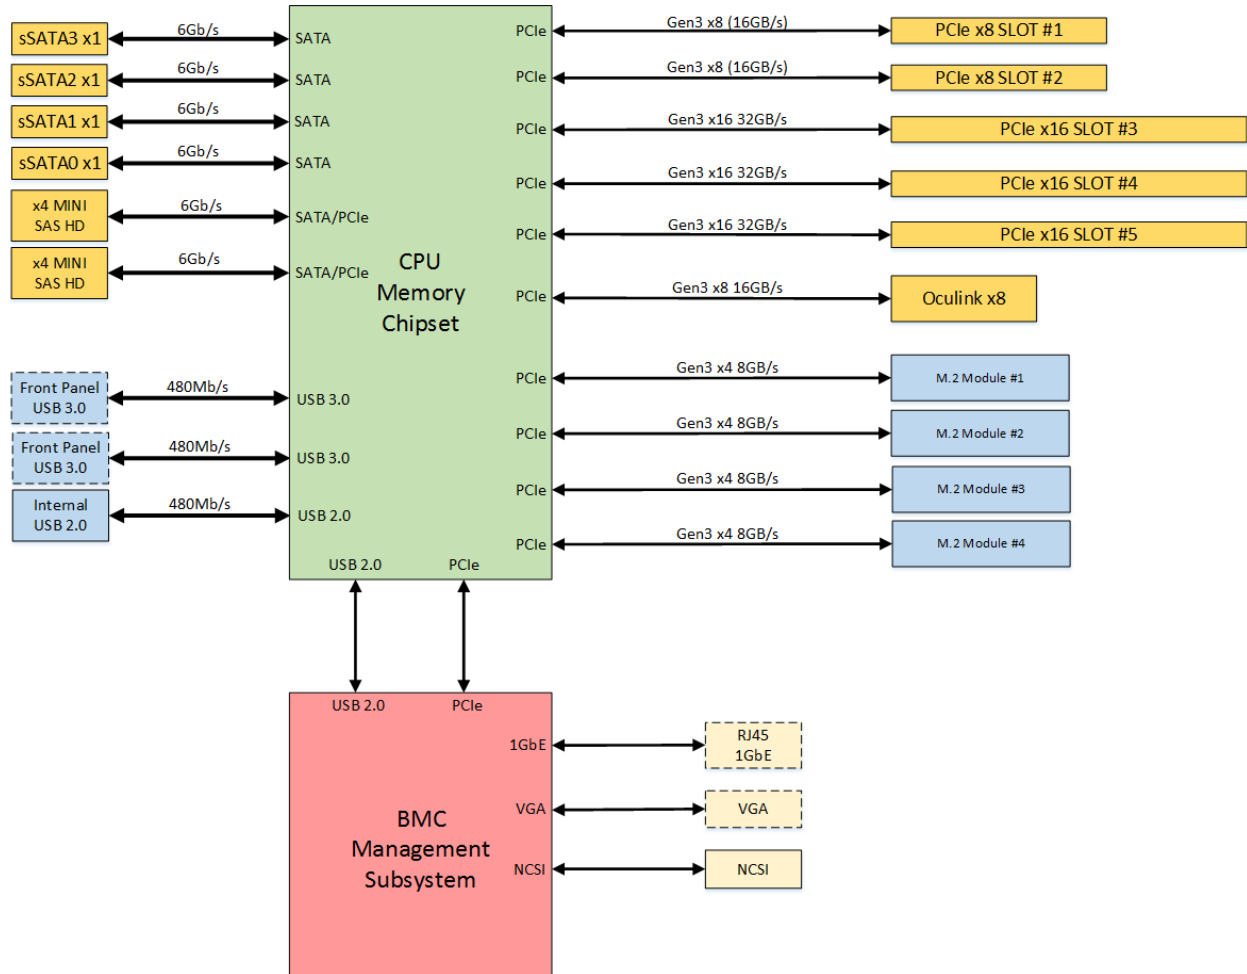 sSATA3 x1
6Gb/s
SATA
sSATA2 x1
6Gb/s
SATA
sSATA1 x1
6Gb/s
SATA
sSATA0 x1
6Gb/s
SATA
x4 MINI
SAS HD
6Gb/s
SATA/PCIe
x4 MINI
SAS HD
6Gb/s
SATA/PCIe
CPU
Memory
Chipset
Front Panel
USB 3.0
480Mb/s
USB 3.0
Front Panel
USB 3.0
480Mb/s
USB 3.0
Internal
USB 2.0
480Mb/s
USB 2.0
PCIe
Gen3 x8 (16GB/s)
PCIe x8 SLOT #1
PCIe
Gen3 x8 (16GB/s)
PCIe x8 SLOT #2
PCIe
Gen3 x16 32GB/s
PCIe x16 SLOT #3
PCIe
Gen3 x16 32GB/s
PCIe x16 SLOT #4
PCIe
Gen3 x16 32GB/s
PCIe x16 SLOT #5
PCIe
Gen3 x8 16GB/s
Oculink x8
PCIe
Gen3 x4 8GB/s
M.2 Module #1
PCIe
Gen3 x4 8GB/s
M.2 Module #2
PCIe
Gen3 x4 8GB/s
M.2 Module #3
PCIe
Gen3 x4 8GB/s
M.2 Module #4
USB 2.0
PCIe
USB 2.0
PCIe
BMC
Management
Subsystem
1GbE
RJ45
1GbE
VGA
VGA
NCSI
NCSI